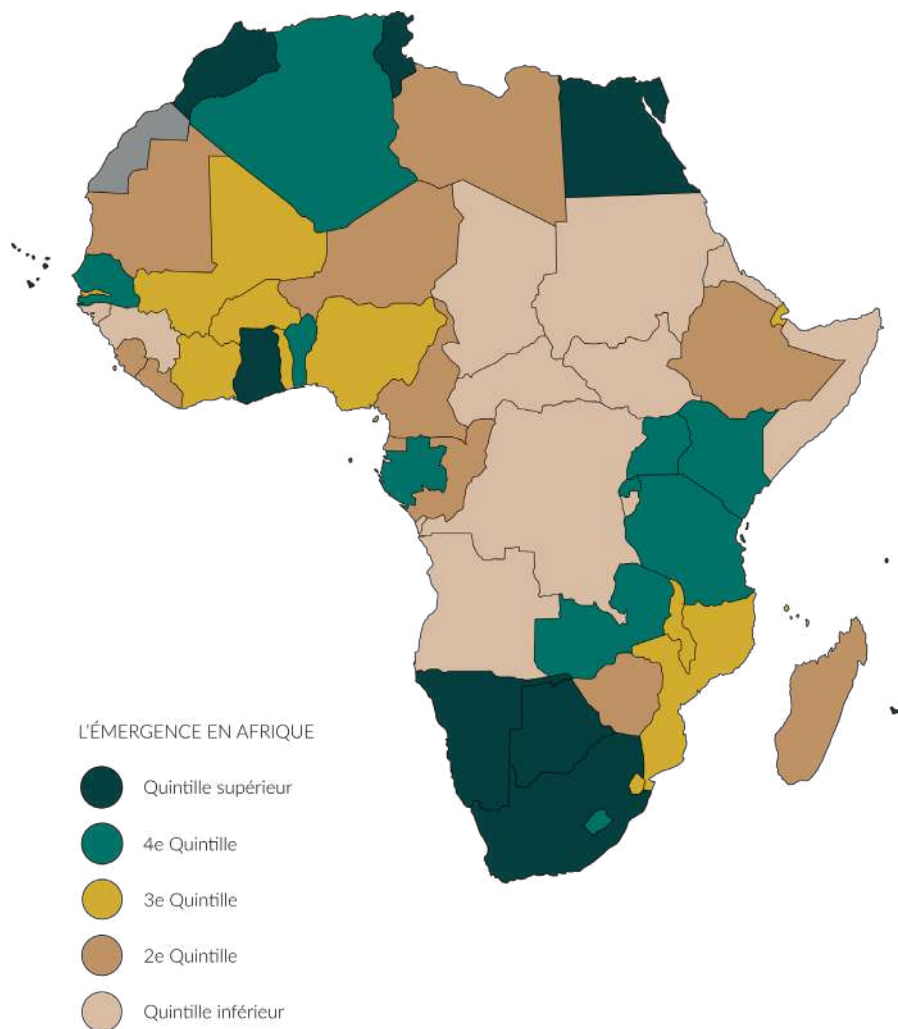 L'ÉMERGENCE EN AFRIQUE
Quintille supérieur
4e Quintille
3e Quintille
2e Quintille
Quintille inférieur